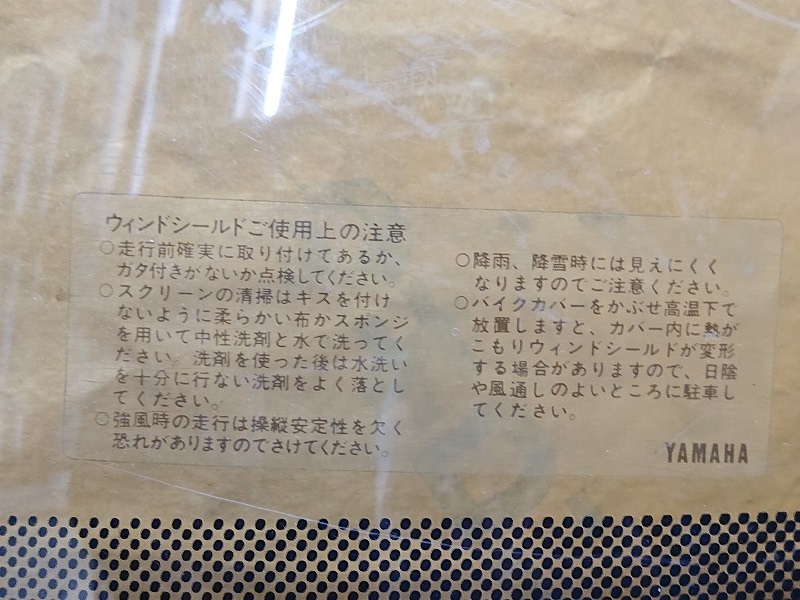 ウィンドシールドご使用上の注意
○走行前確実に取り付けてあるか、
ガタ付きがないか点検してください。
○スクリーンの清掃はキズを付け
ないように柔らかい布かスポンジ
を用いて中性洗剤と水で洗ってく
ださい。洗剤を使った後は水洗い
を十分に行ない洗剤をよく落とし
てください。
○強風時の走行は操縦安定性を欠く
恐れがありますのでさけてください。
○降雨、降雪時には見えにくく
なりますのでご注意ください。
○バイクカバーをかぶせ高温下で
放置しますと、カバー内に熱が
こもりウィンドシールドが変形
する場合がありますので、日陰
や風通しのよいところに駐車し
てください。
YAMAHA